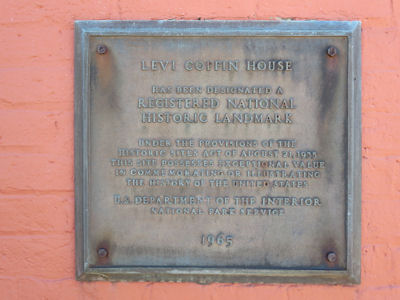 LEVI COFFIN HOUSE
HAS BEEN DESIGNATED A
REGISTERED NATIONAL
HISTORIC LANDMARK
UNDER THE PROVISIONS OF THE
HISTORIC SITES ACT OF AUGUST 21, 1935
THIS SITE POSSESSES EXCEPTIONAL VALUE
IN COMMEMORATING OR ILLUSTRATING
THE HISTORY OF THE UNITED STATES
U.S. DEPARTMENT OF THE INTERIOR
NATIONAL PARK SERVICE
1965